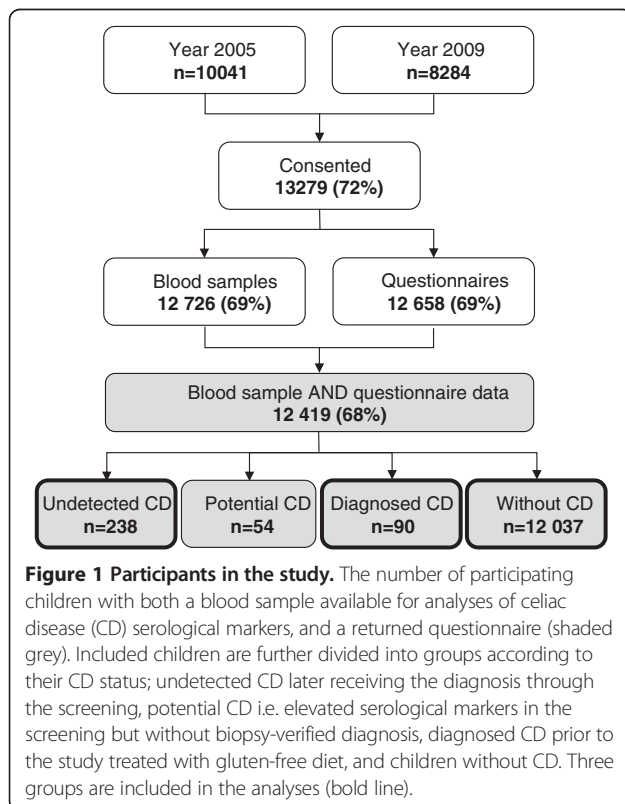 Year 2005
n=10041
Year 2009
n=8284
Consented
13279 (72%)
Blood samples
12 726 (69%)
Questionnaires
12 658 (69%)
Blood sample AND questionnaire data
12 419 (68%)
Undetected CD
n=238
Potential CD
n=54
Diagnosed CD
n=90
Without CD
n=12 037
Figure 1 Participants in the study. The number of participating
children with both a blood sample available for analyses of celiac
disease (CD) serological markers, and a returned questionnaire (shaded
grey). Included children are further divided into groups according to
their CD status; undetected CD later receiving the diagnosis through
the screening, potential CD i.e. elevated serological markers in the
screening but without biopsy-verified diagnosis, diagnosed CD prior to
the study treated with gluten-free diet, and children without CD. Three
groups are included in the analyses (bold line).